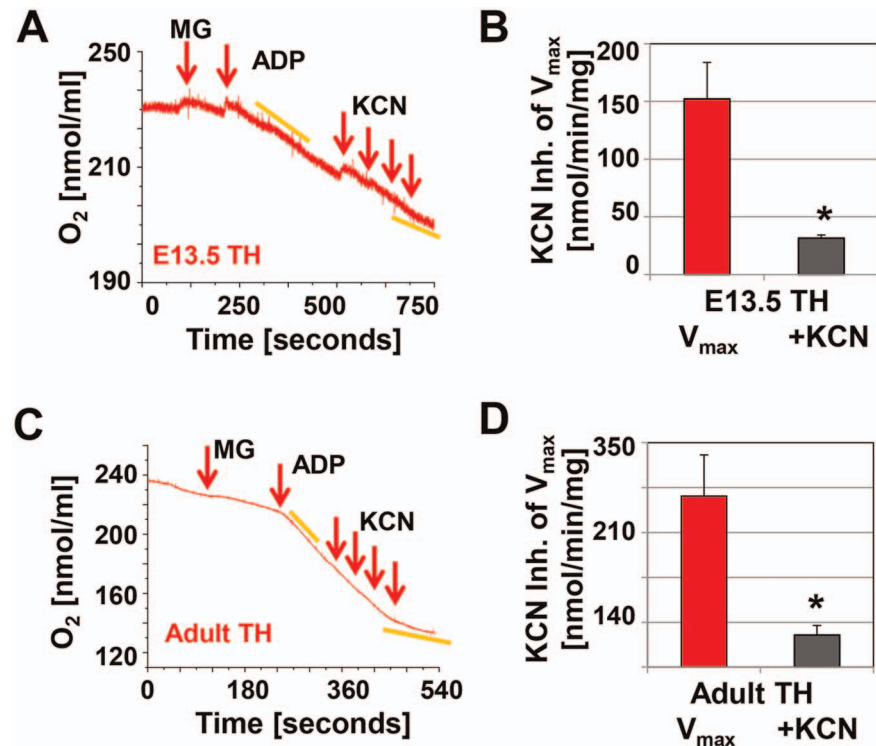 A
MG
ADP
KCN
250
230
210
190
O₂ [nmol/ml]
E13.5 TH
0 250 500 750
Time [seconds]
B
KCN Inh. of Vmax
[nmol/min/mg]
200
150
100
50
0
*
E13.5 TH
Vmax +KCN
C
MG
ADP
KCN
240
220
160
120
O₂ [nmol/ml]
Adult TH
0 180 360 540
Time [seconds]
D
KCN Inh. of Vmax
[nmol/min/mg]
350
210
140
*
Adult TH
Vmax +KCN